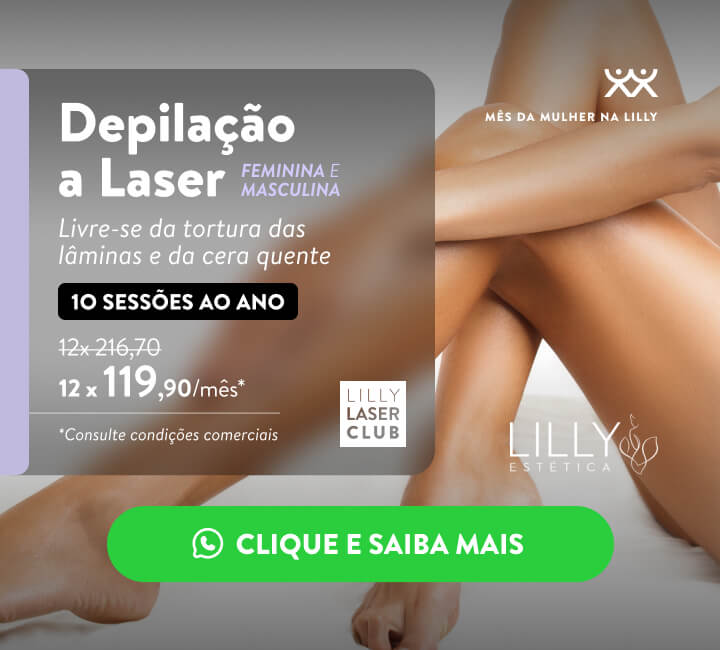 MÊS DA MULHER NA LILLY
Depilação
a Laser FEMININA E
MASCULINA
Livre-se da tortura das
lâminas e da cera quente
10 SESSÕES AO ANO
12x 216,70
12 x 119,90/mês*
*Consulte condições comerciais
LILLY
LASER
CLUB
LILLY
ESTÉTICA
CLIQUE E SAIBA MAIS